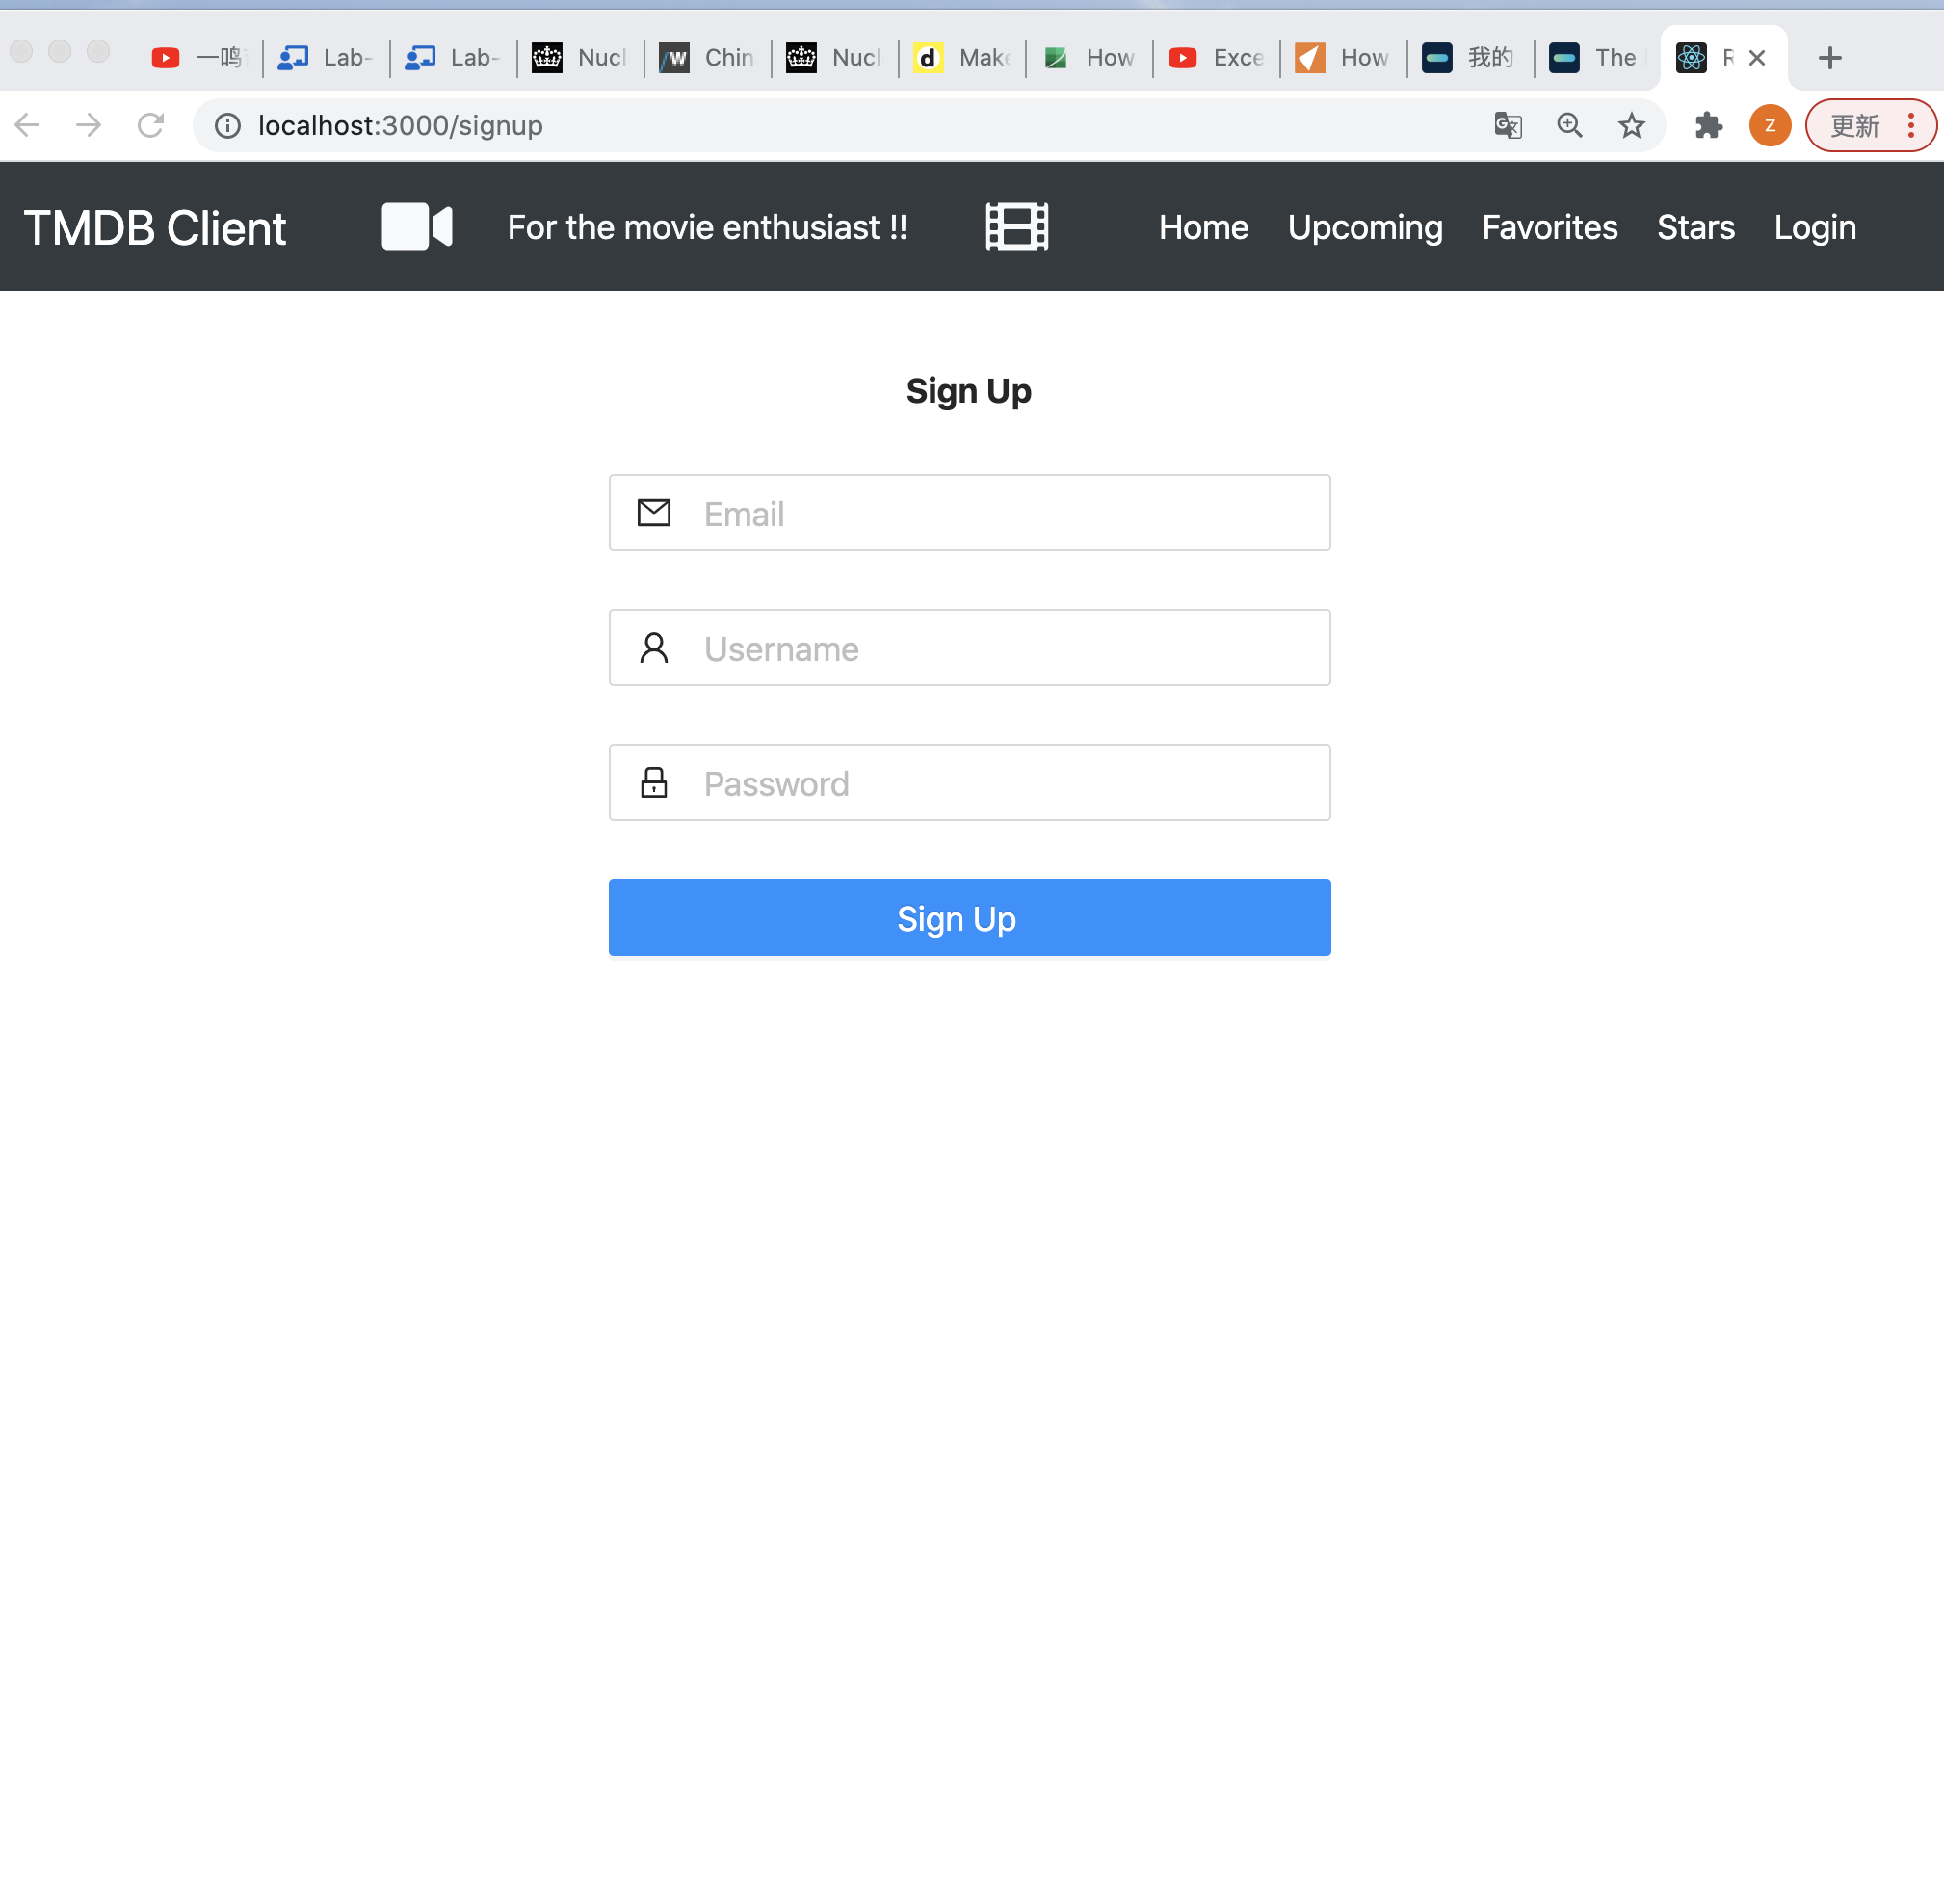 一鸣 Lab- Lab- Nucl Chin Nucl Make How Exce How 我的 The R
localhost:3000/signup Z 更新
TMDB Client For the movie enthusiast !! Home Upcoming Favorites Stars Login
Sign Up
Email
Username
Password
Sign Up